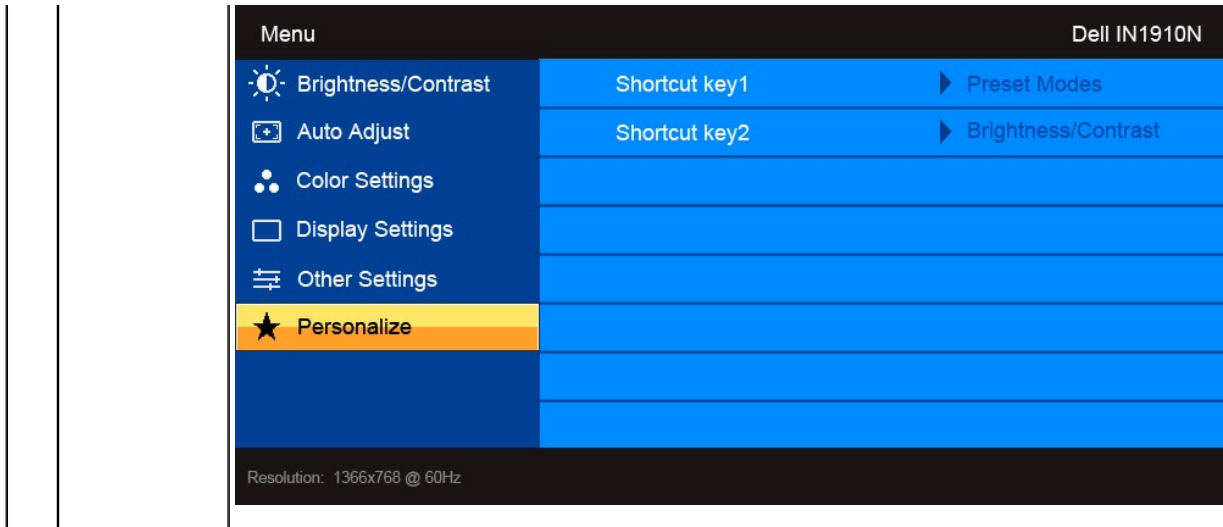 Menu Dell IN1910N
Brightness/Contrast Shortcut key1 Preset Modes
Auto Adjust Shortcut key2 Brightness/Contrast
Color Settings
Display Settings
Other Settings
Personalize
Resolution: 1366x768 @ 60Hz